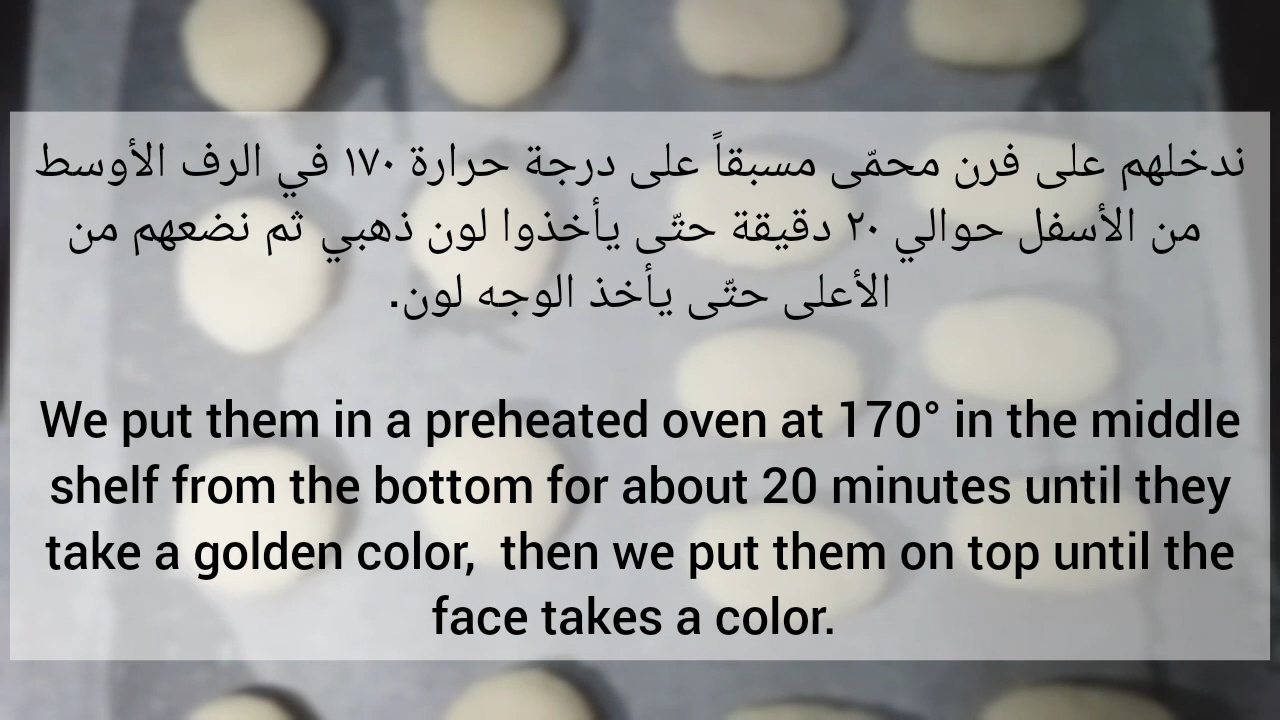 ندخلهم على فرن محمّى مسبقاً على درجة حرارة ١٧٠ في الرف الأوسط
من الأسفل حوالي ٢٠ دقيقة حتّى يأخذوا لون ذهبي ثم نضعهم من
الأعلى حتّى يأخذ الوجه لون.
We put them in a preheated oven at 170° in the middle
shelf from the bottom for about 20 minutes until they
take a golden color,  then we put them on top until the
face takes a color.